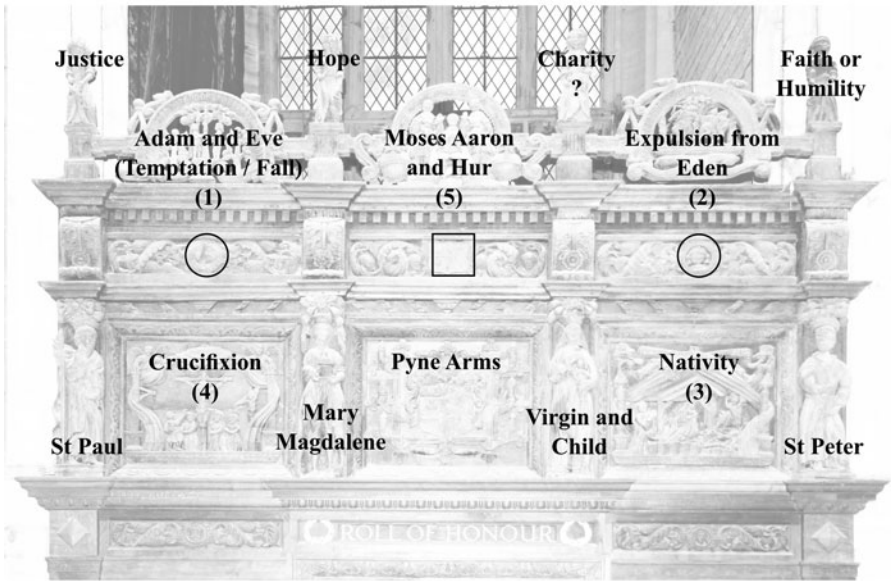 Justice
Hope
Charity
?
Faith or
Humility
Adam and Eve
(Temptation / Fall)
(1)
Moses Aaron
and Hur
(5)
Expulsion from
Eden
(2)
Crucifixion
(4)
Pyne Arms
Nativity
(3)
St Paul
Mary
Magdalene
Virgin and
Child
St Peter
ROLL OF HONOUR